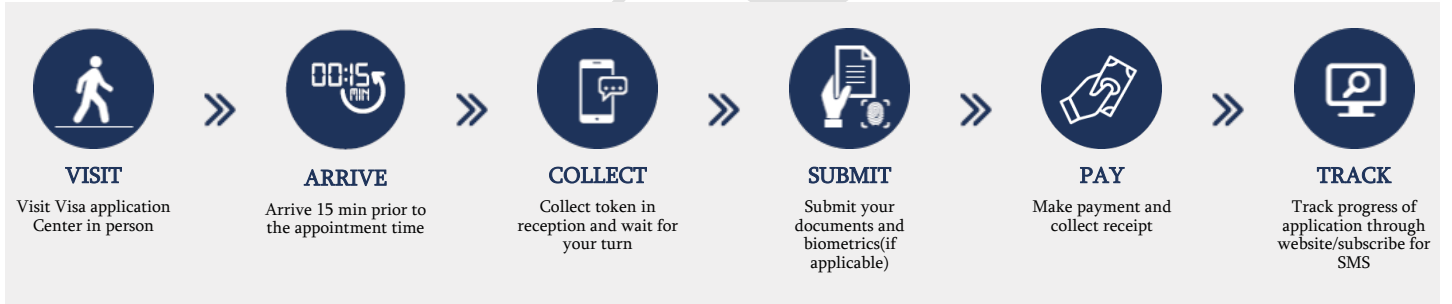 VISIT
Visit Visa application
Center in person
00:15
MIN
ARRIVE
Arrive 15 min prior to
the appointment time
COLLECT
Collect token in
reception and wait for
your turn
SUBMIT
Submit your
documents and
biometrics(if
applicable)
PAY
Make payment and
collect receipt
TRACK
Track progress of
application through
website/subscribe for
SMS